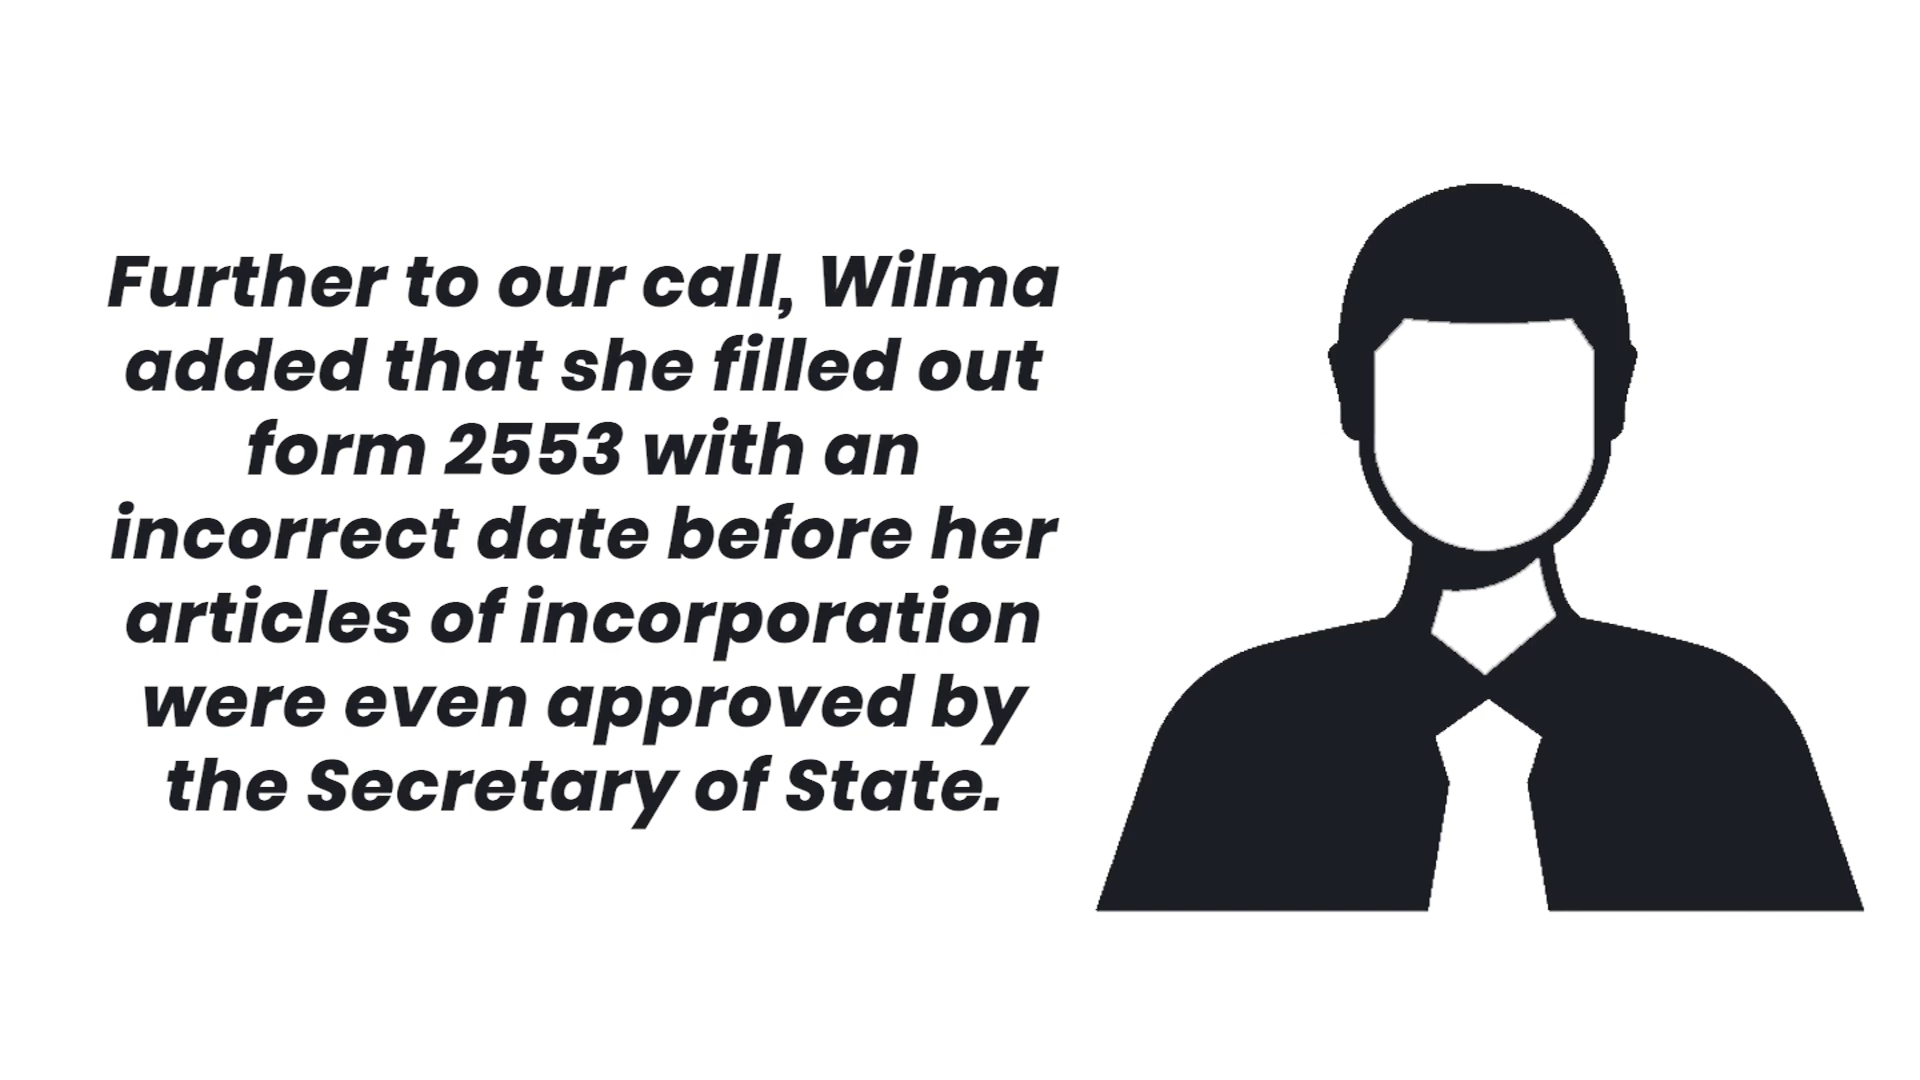 Further to our call, Wilma
added that she filled out
form 2553 with an
incorrect date before her
articles of incorporation
were even approved by
the Secretary of State.